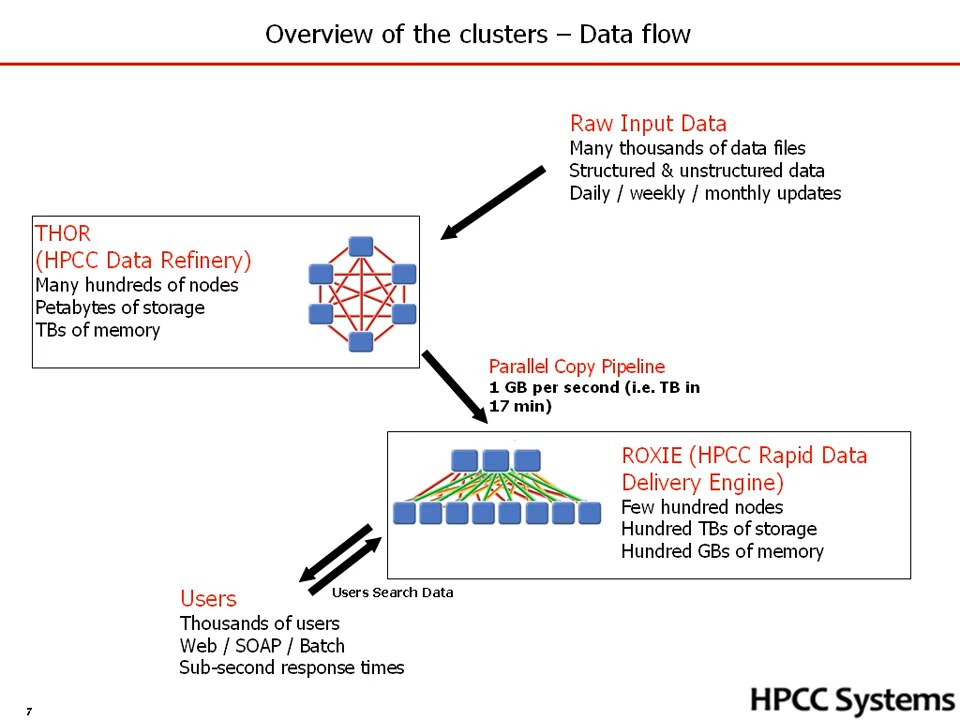 Overview of the clusters – Data flow
Raw Input Data
Many thousands of data files
Structured & unstructured data
Daily / weekly / monthly updates
THOR
(HPCC Data Refinery)
Many hundreds of nodes
Petabytes of storage
TBs of memory
Parallel Copy Pipeline
1 GB per second (i.e. TB in
17 min)
ROXIE (HPCC Rapid Data
Delivery Engine)
Few hundred nodes
Hundred TBs of storage
Hundred GBs of memory
Users Search Data
Users
Thousands of users
Web / SOAP / Batch
Sub-second response times
7
HPCC Systems